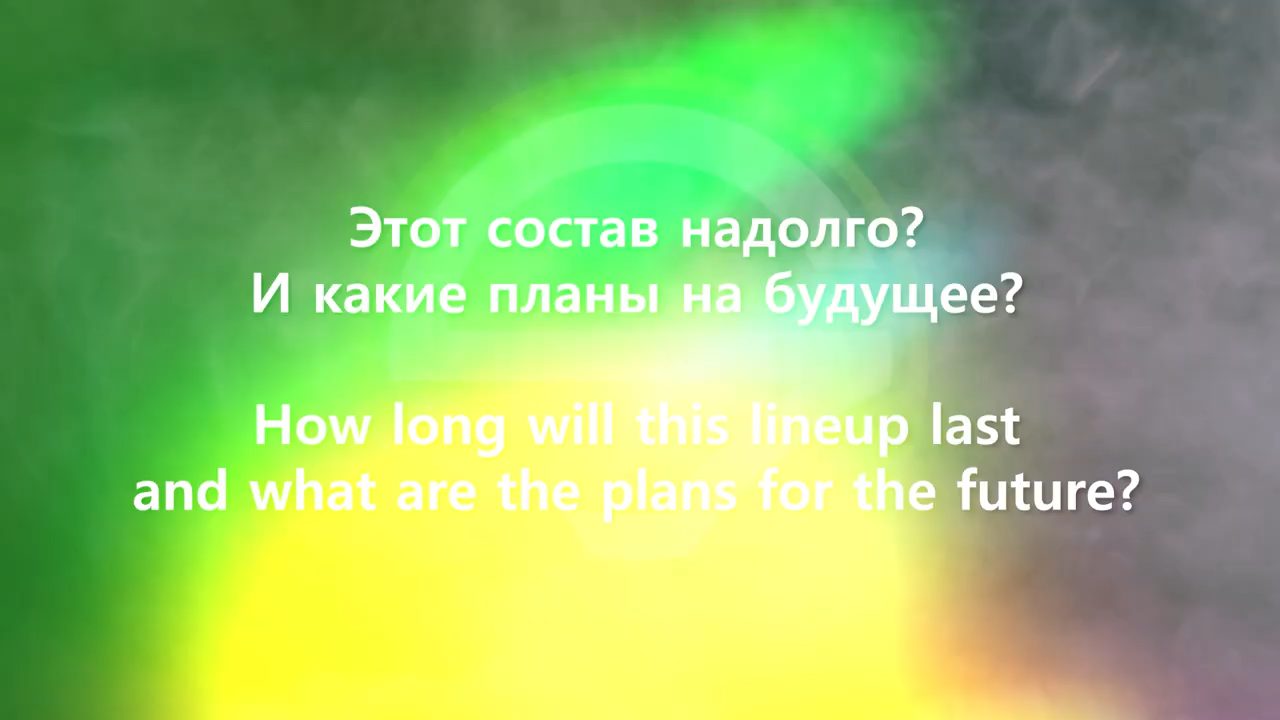 Этот состав надолго?
И какие планы на будущее?
How long will this lineup last
and what are the plans for the future?